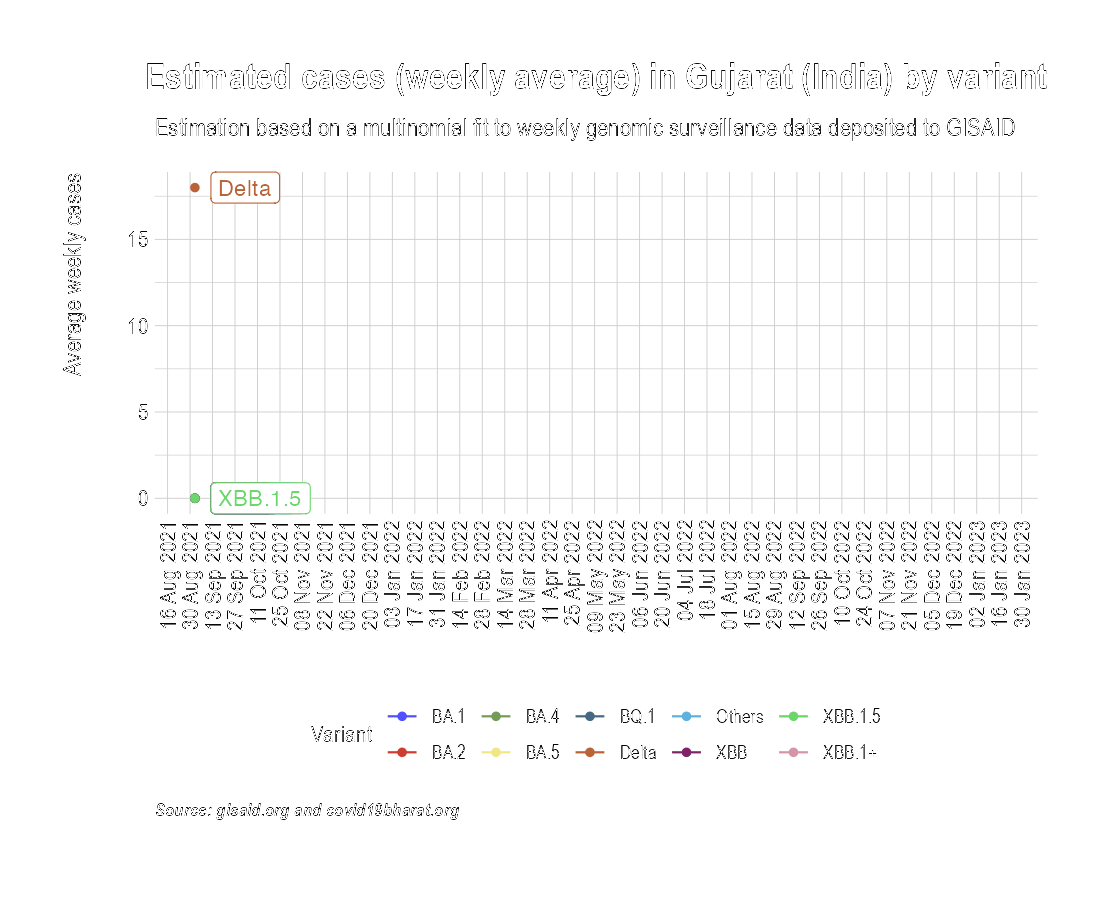 Estimated cases (weekly average) in Gujarat (India) by variant
Estimation based on a multinomial fit to weekly genomic surveillance data deposited to GISAID
Average weekly cases
Delta
15
10
5
0
XBB.1.5
16 Aug 2021
30 Aug 2021
13 Sep 2021
27 Sep 2021
11 Oct 2021
25 Oct 2021
08 Nov 2021
22 Nov 2021
06 Dec 2021
20 Dec 2021
03 Jan 2022
17 Jan 2022
31 Jan 2022
14 Feb 2022
28 Feb 2022
14 Mar 2022
28 Mar 2022
11 Apr 2022
25 Apr 2022
09 May 2022
23 May 2022
06 Jun 2022
20 Jun 2022
04 Jul 2022
18 Jul 2022
01 Aug 2022
15 Aug 2022
29 Aug 2022
12 Sep 2022
26 Sep 2022
10 Oct 2022
24 Oct 2022
07 Nov 2022
21 Nov 2022
05 Dec 2022
19 Dec 2022
02 Jan 2023
16 Jan 2023
30 Jan 2023
Variant
BA.1 BA.4 BQ.1 Others XBB.1.5
BA.2 BA.5 Delta XBB XBB.1+
Source: gisaid.org and covid19bharat.org